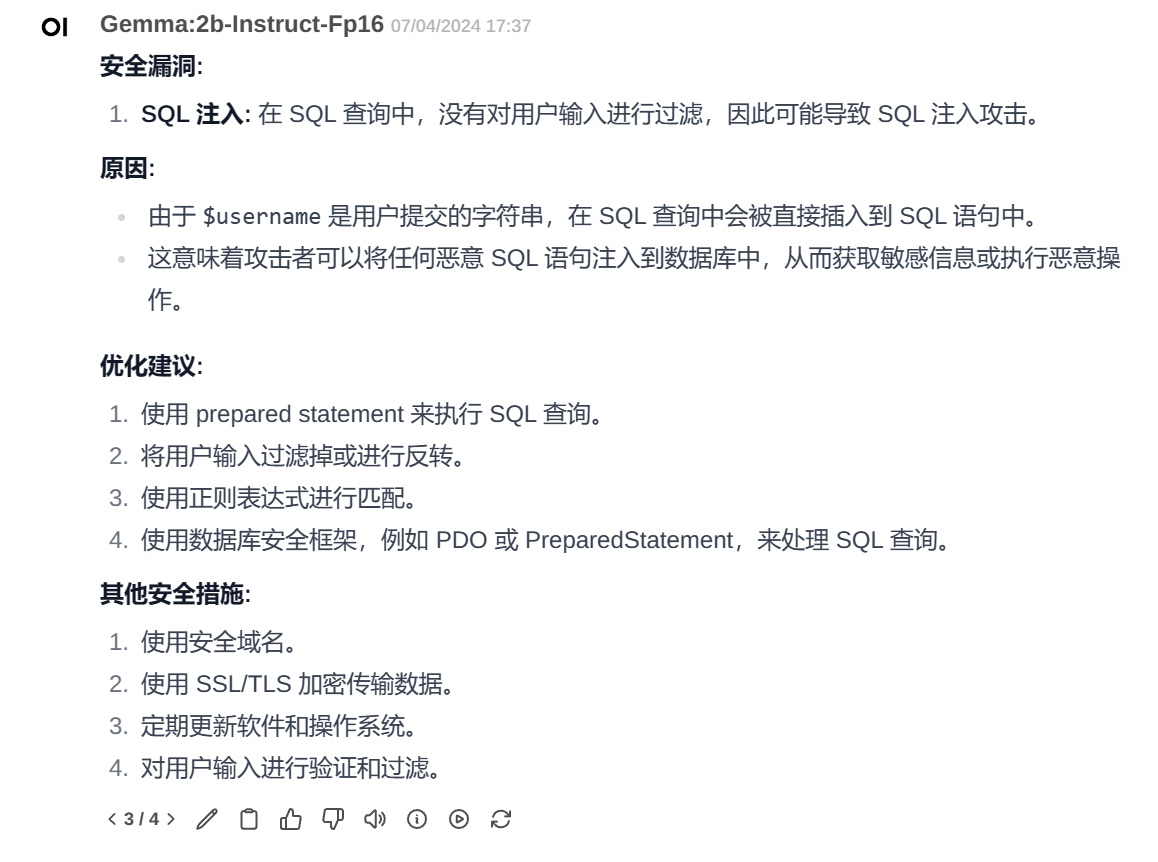 OI Gemma:2b-Instruct-Fp16 07/04/2024 17:37
安全漏洞:
1. SQL 注入: 在 SQL 查询中，没有对用户输入进行过滤，因此可能导致 SQL 注入攻击。
原因:
• 由于 $username 是用户提交的字符串，在 SQL 查询中会被直接插入到 SQL 语句中。
• 这意味着攻击者可以将任何恶意 SQL 语句注入到数据库中，从而获取敏感信息或执行恶意操
作。
优化建议:
1. 使用 prepared statement 来执行 SQL 查询。
2. 将用户输入过滤掉或进行反转。
3. 使用正则表达式进行匹配。
4. 使用数据库安全框架，例如 PDO 或 PreparedStatement，来处理 SQL 查询。
其他安全措施:
1. 使用安全域名。
2. 使用 SSL/TLS 加密传输数据。
3. 定期更新软件和操作系统。
4. 对用户输入进行验证和过滤。
3 / 4